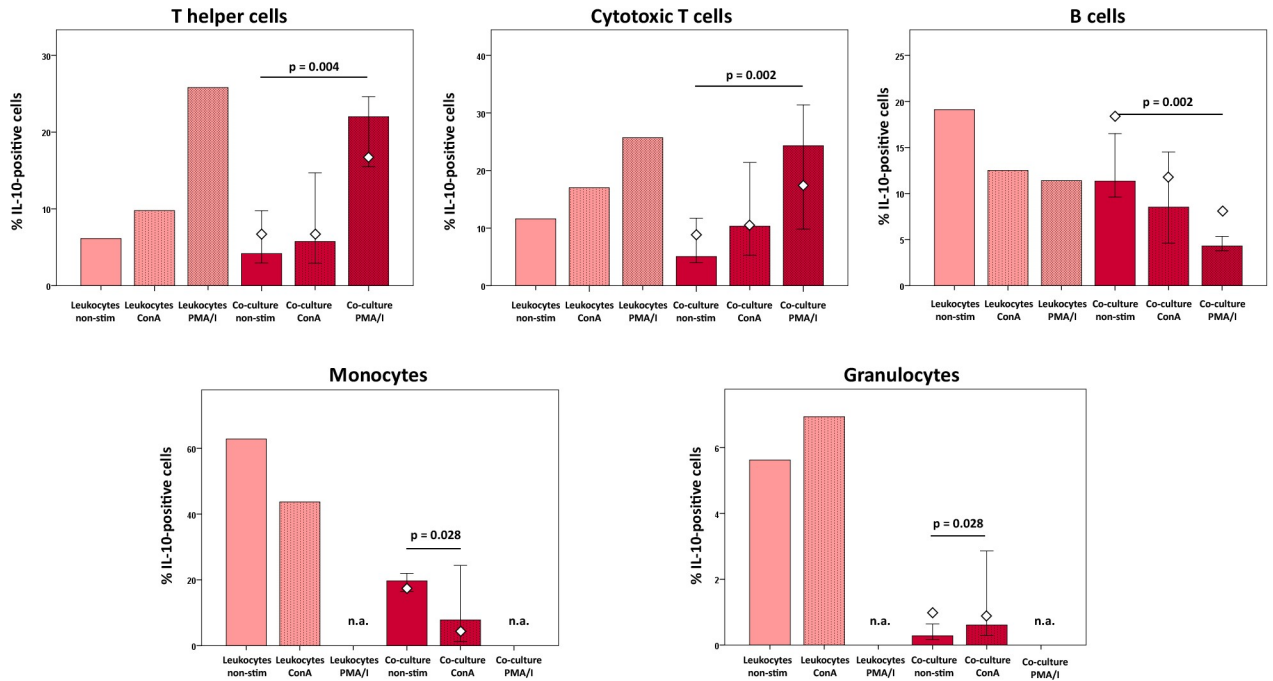 T helper cells
% IL-10-positive cells
30
20
10
0
p = 0.004
Leukocytes non-stim
Leukocytes ConA
Leukocytes PMA/I
Co-culture non-stim
Co-culture ConA
Co-culture PMA/I
Cytotoxic T cells
% IL-10-positive cells
40
30
20
10
0
p = 0.002
Leukocytes non-stim
Leukocytes ConA
Leukocytes PMA/I
Co-culture non-stim
Co-culture ConA
Co-culture PMA/I
B cells
% IL-10-positive cells
25
20
15
10
5
0
p = 0.002
Leukocytes non-stim
Leukocytes ConA
Leukocytes PMA/I
Co-culture non-stim
Co-culture ConA
Co-culture PMA/I
Monocytes
% IL-10-positive cells
60
40
20
0
p = 0.028
n.a.
n.a.
Leukocytes non-stim
Leukocytes ConA
Leukocytes PMA/I
Co-culture non-stim
Co-culture ConA
Co-culture PMA/I
Granulocytes
% IL-10-positive cells
6
4
2
0
p = 0.028
n.a.
n.a.
Leukocytes non-stim
Leukocytes ConA
Leukocytes PMA/I
Co-culture non-stim
Co-culture ConA
Co-culture PMA/I